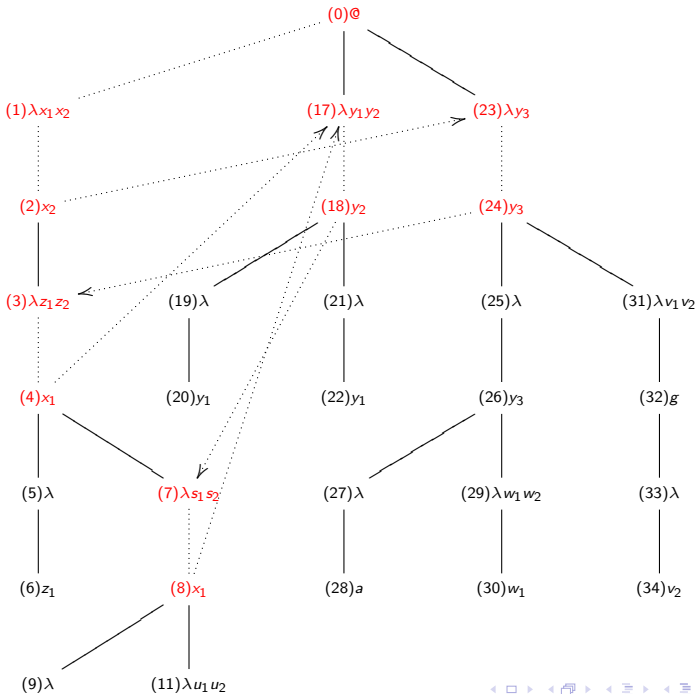 (0)@
(1)λx₁x₂ (17)λy₁y₂ (23)λy₃
(2)x₂ (18)y₂ (24)y₃
(3)λz₁z₂ (19)λ (21)λ (25)λ (31)λv₁v₂
(4)x₁ (20)y₁ (22)y₁ (26)y₃ (32)g
(5)λ (7)λs₁s₂ (27)λ (29)λw₁w₂ (33)λ
(6)z₁ (8)x₁ (28)a (30)w₁ (34)v₂
(9)λ (11)λu₁u₂